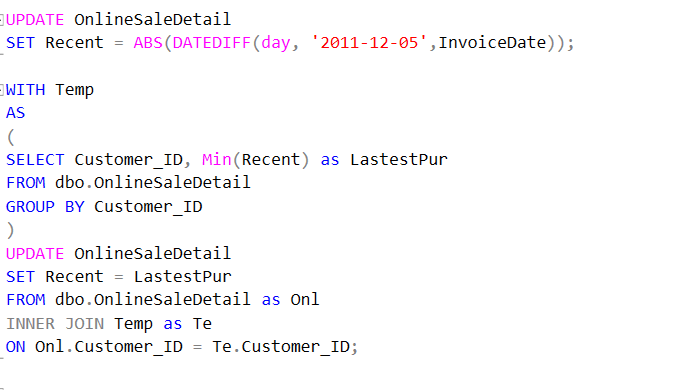 UPDATE OnlineSaleDetail
SET Recent = ABS(DATEDIFF(day, '2011-12-05',InvoiceDate));
WITH Temp
AS
(
SELECT Customer_ID, Min(Recent) as LastestPur
FROM dbo.OnlineSaleDetail
GROUP BY Customer_ID
)
UPDATE OnlineSaleDetail
SET Recent = LastestPur
FROM dbo.OnlineSaleDetail as Onl
INNER JOIN Temp as Te
ON Onl.Customer_ID = Te.Customer_ID;